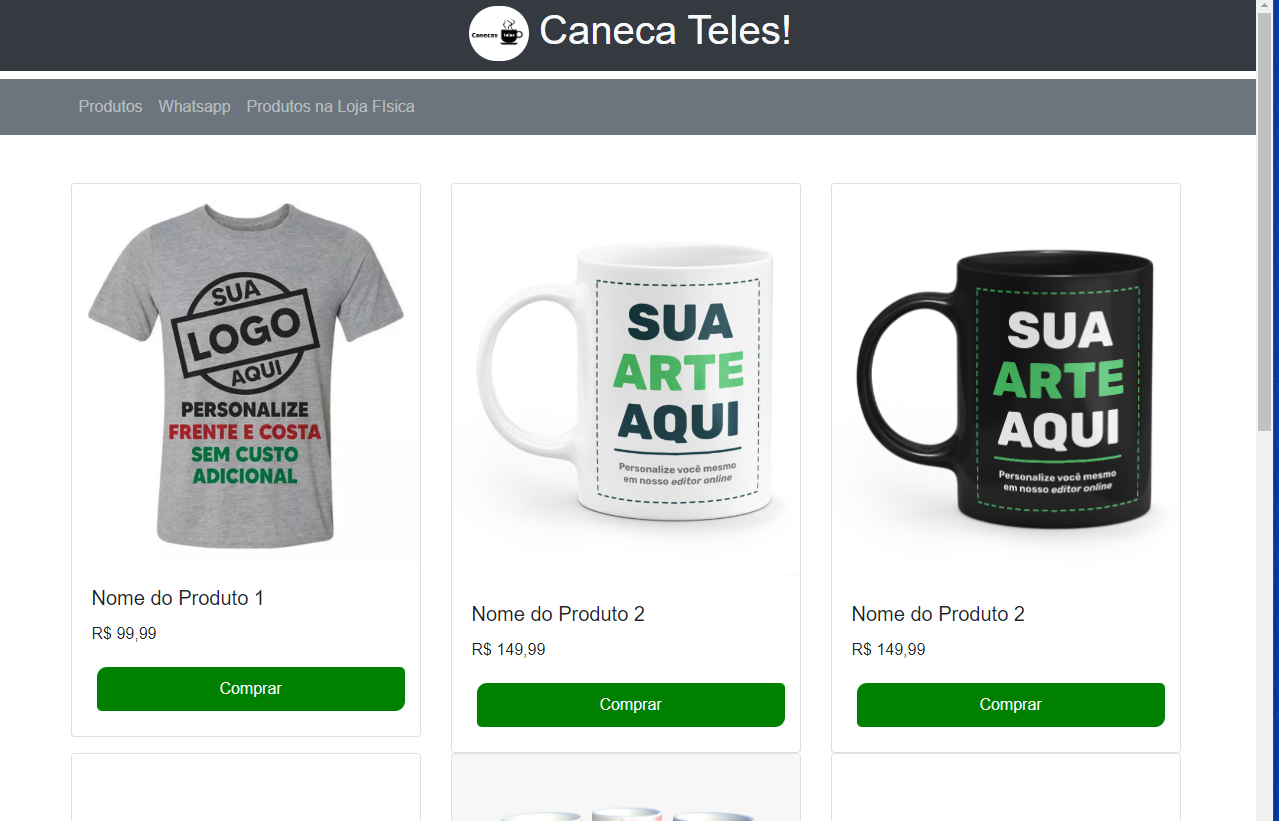 Canecas Teles
Caneca Teles!
Produtos Whatsapp Produtos na Loja FIsica
SUA
LOGO
AQUI
PERSONALIZE
FRENTE E COSTA
SEM CUSTO
ADICIONAL
Nome do Produto 1
R$ 99,99
Comprar
SUA
ARTE
AQUI
Personalize você mesmo
em nosso editor online
Nome do Produto 2
R$ 149,99
Comprar
SUA
ARTE
AQUI
Personalize você mesmo
em nosso editor online
Nome do Produto 2
R$ 149,99
Comprar